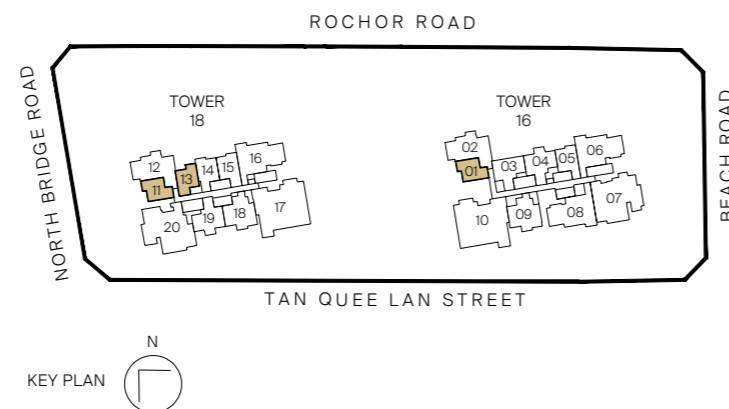 ROCHOR ROAD
NORTH BRIDGE ROAD
BEACH ROAD
TOWER
18
TOWER
16
12
11
13
14
15
16
17
18
19
20
02
01
03
04
05
06
07
08
09
10
TAN QUEE LAN STREET
N
KEY PLAN